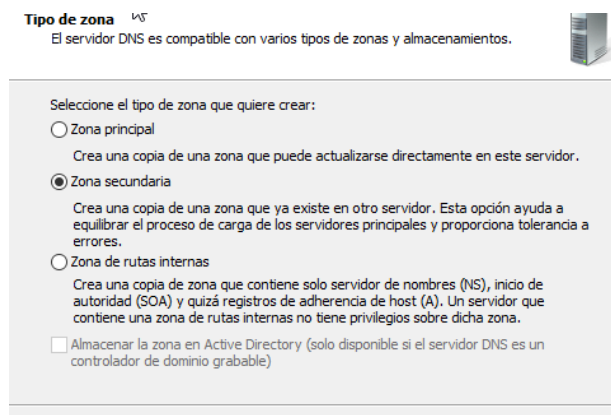 Tipo de zona
El servidor DNS es compatible con varios tipos de zonas y almacenamientos.
Seleccione el tipo de zona que quiere crear:
Zona principal
Crea una copia de una zona que puede actualizarse directamente en este servidor.
Zona secundaria
Crea una copia de una zona que ya existe en otro servidor. Esta opción ayuda a
equilibrar el proceso de carga de los servidores principales y proporciona tolerancia a
errores.
Zona de rutas internas
Crea una copia de zona que contiene solo servidor de nombres (NS), inicio de
autoridad (SOA) y quizá registros de adherencia de host (A). Un servidor que
contiene una zona de rutas internas no tiene privilegios sobre dicha zona.
Almacenar la zona en Active Directory (solo disponible si el servidor DNS es un
controlador de dominio grabable)